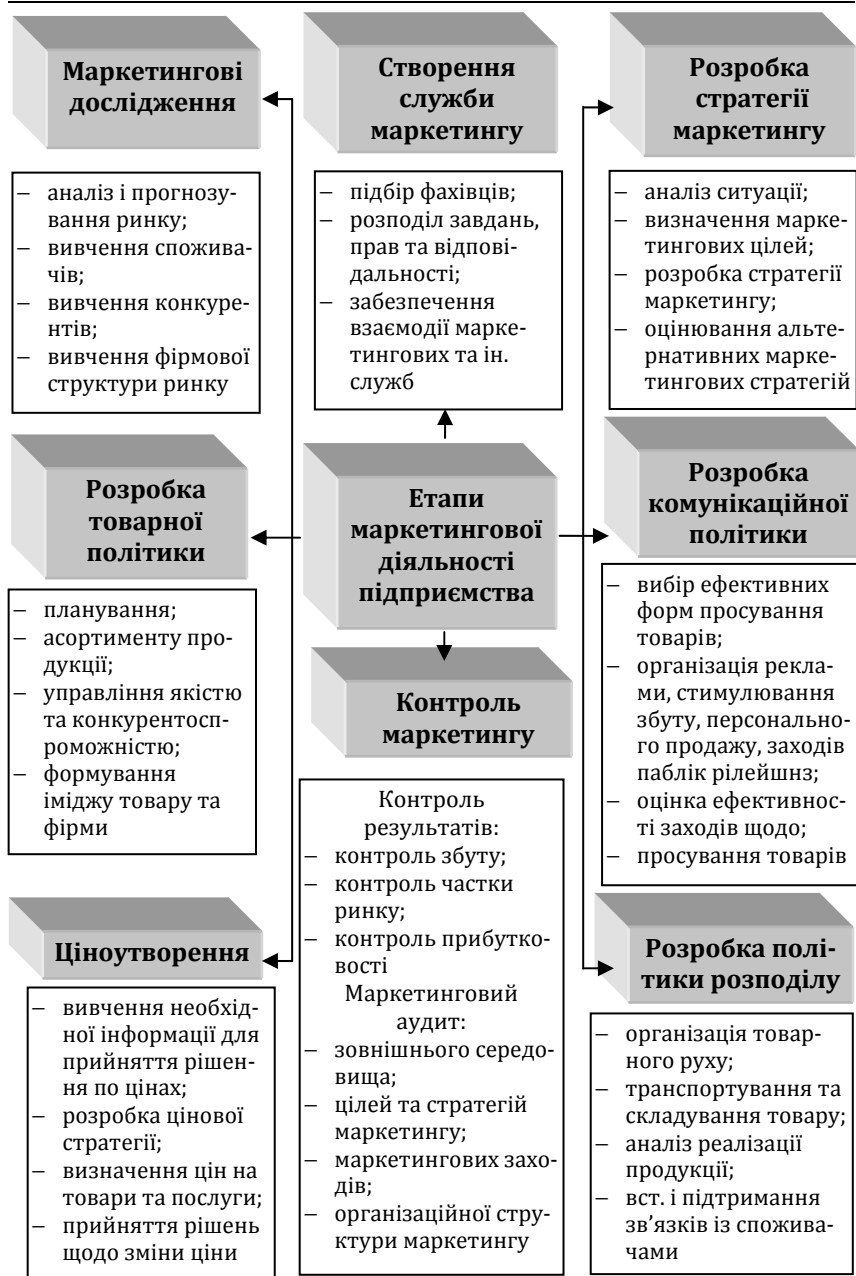 Маркетингові
дослідження
− аналіз і прогнозу-
вання ринку;
− вивчення спожива-
чів;
− вивчення конкуре-
нтів;
− вивчення фірмової
структури ринку
Створення
служби
маркетингу
− підбір фахівців;
− розподіл завдань,
прав та відпові-
дальності;
− забезпечення
взаємодії марке-
тингових та ін.
служб
Розробка
стратегії
маркетингу
− аналіз ситуації;
− визначення марке-
тингових цілей;
− розробка стратегії
маркетингу;
− оцінювання альте-
рнативних марке-
тингових стратегій
Розробка
товарної
політики
− планування;
− асортименту про-
дукції;
− управління якістю
та конкурентосп-
роможністю;
− формування
іміджу товару та
фірми
Етапи
маркетингової
діяльності
підприємства
Розробка
комунікаційної
політики
− вибір ефективних
форм просування
товарів;
− організація рекла-
ми, стимулювання
збуту, персонально-
го продажу, заходів
паблік рілейшнз;
− оцінка ефективнос-
ті заходів щодо;
− просування товарів
Контроль
маркетингу
Контроль
результатів:
− контроль збуту;
− контроль частки
ринку;
− контроль прибутко-
вості
Маркетинговий
аудит:
− зовнішнього середо-
вища;
− цілей та стратегій
маркетингу;
− маркетингових захо-
дів;
− організаційної стру-
ктури маркетингу
Ціноутворення
− вивчення необхід-
ної інформації для
прийняття рішен-
ня по цінах;
− розробка цінової
стратегії;
− визначення цін на
товари та послуги;
− прийняття рішень
щодо зміни ціни
Розробка полі-
тики розподілу
− організація товар-
ного руху;
− транспортування та
складування товару;
− аналіз реалізації
продукції;
− вст. і підтримання
зв’язків із спожива-
чами